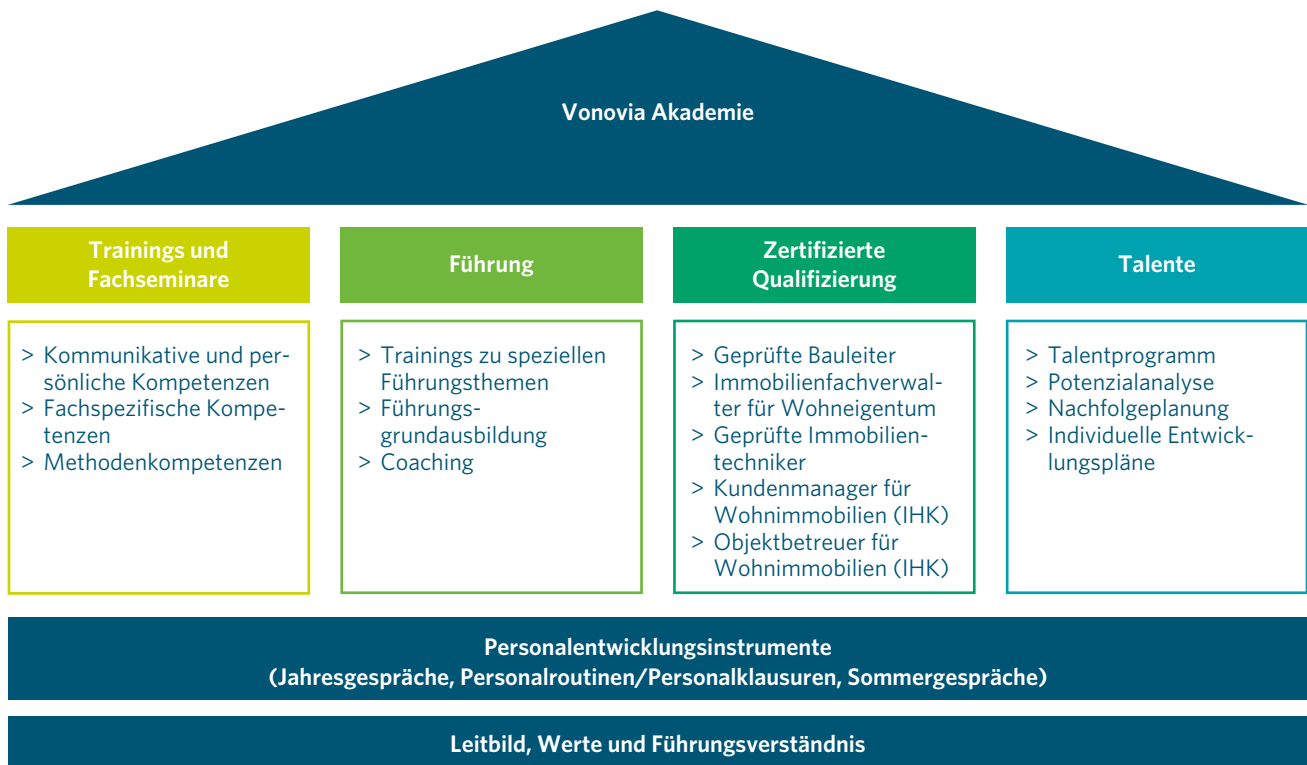 Vonovia Akademie
Trainings und
Fachseminare
> Kommunikative und per-
sönliche Kompetenzen
> Fachspezifische Kompe-
tenzen
> Methodenkompetenzen
Führung
> Trainings zu speziellen
Führungsthemen
> Führungs-
grundausbildung
> Coaching
Zertifizierte
Qualifizierung
> Geprüfte Bauleiter
> Immobilienfachverwal-
ter für Wohneigentum
> Geprüfte Immobilien-
techniker
> Kundenmanager für
Wohnimmobilien (IHK)
> Objektbetreuer für
Wohnimmobilien (IHK)
Talente
> Talentprogramm
> Potenzialanalyse
> Nachfolgeplanung
> Individuelle Entwick-
lungspläne
Personalentwicklungsinstrumente
(Jahresgespräche, Personalroutinen/Personalklausuren, Sommergespräche)
Leitbild, Werte und Führungsverständnis